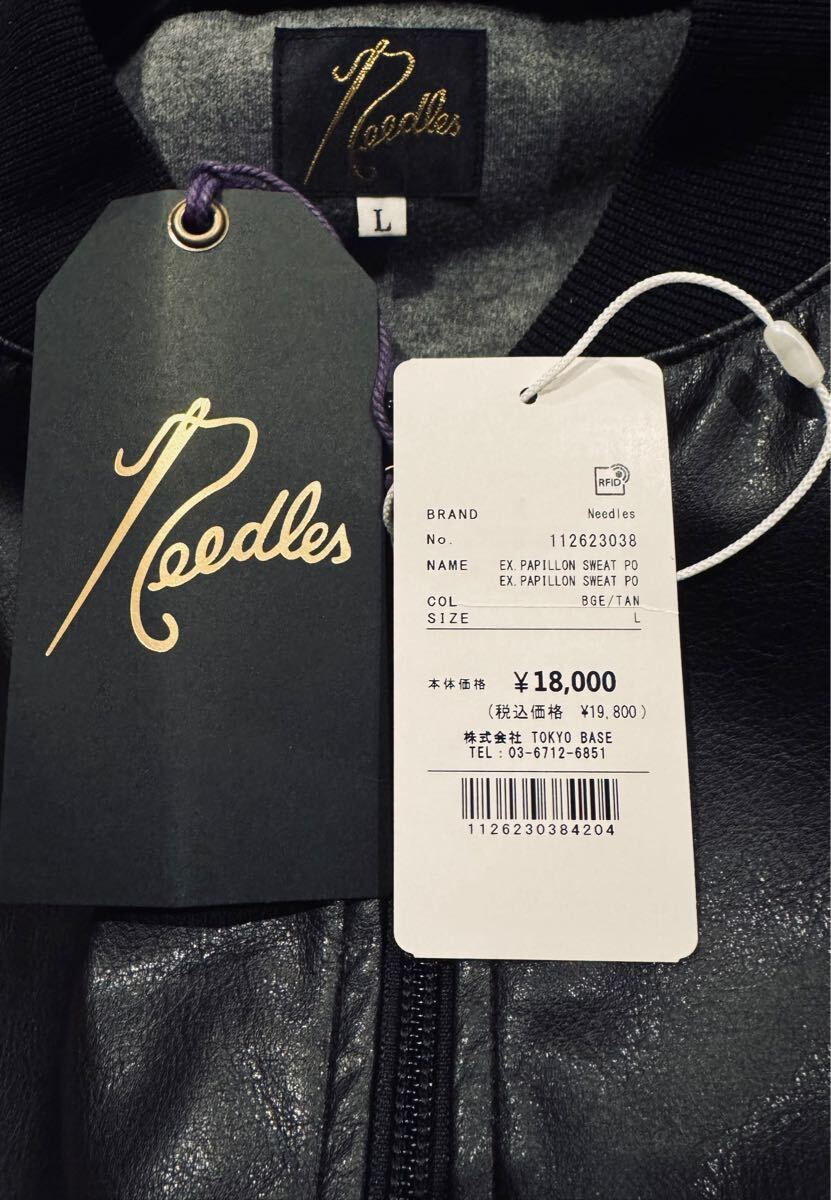 Needles
L
Needles
RFID
BRAND Needles
No. 112623038
NAME EX.PAPILLON SWEAT PO
EX.PAPILLON SWEAT PO
COL BGE/TAN
SIZE L
本体価格 ¥18,000
(税込価格 ¥19,800)
株式会社 TOKYO BASE
TEL:03-6712-6851
1126230384204